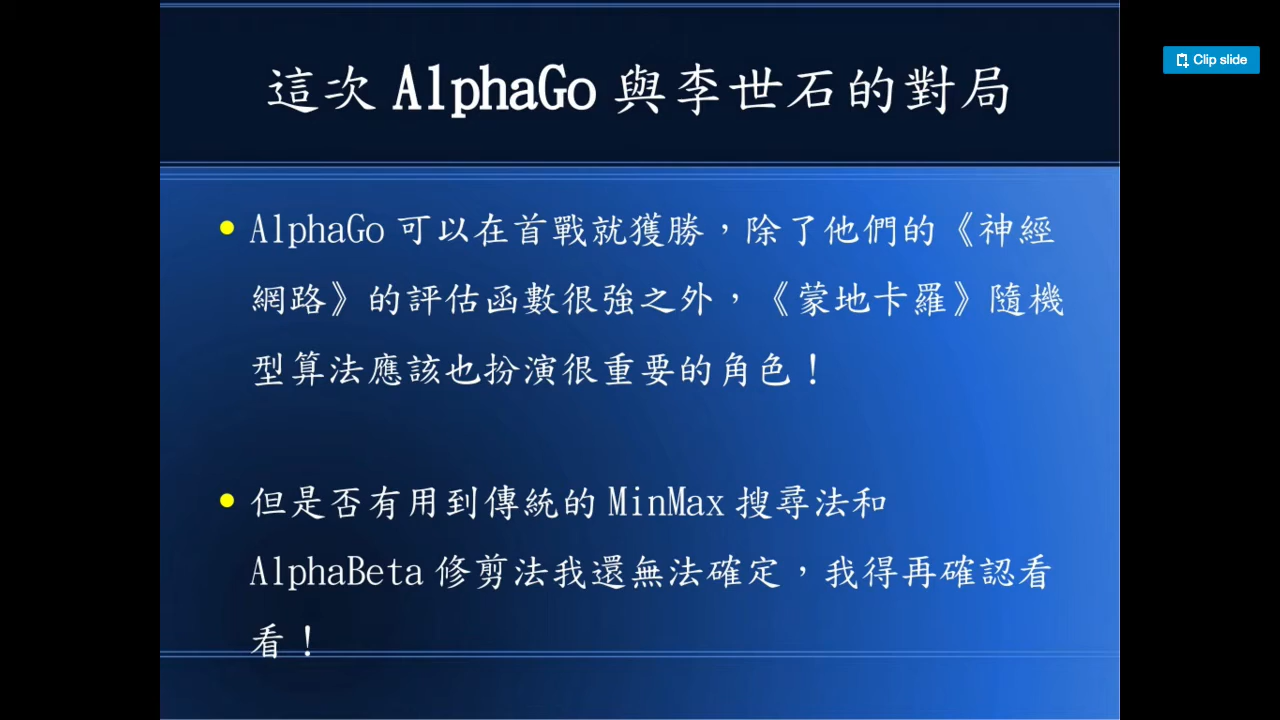 Clip slide
這次 AlphaGo 與李世石的對局
AlphaGo 可以在首戰就獲勝，除了他們的《神經
網路》的評估函數很強之外，《蒙地卡羅》隨機
型算法應該也扮演很重要的角色！
但是否有用到傳統的 MinMax 搜尋法和
AlphaBeta 修剪法我還無法確定，我得再確認看
看！